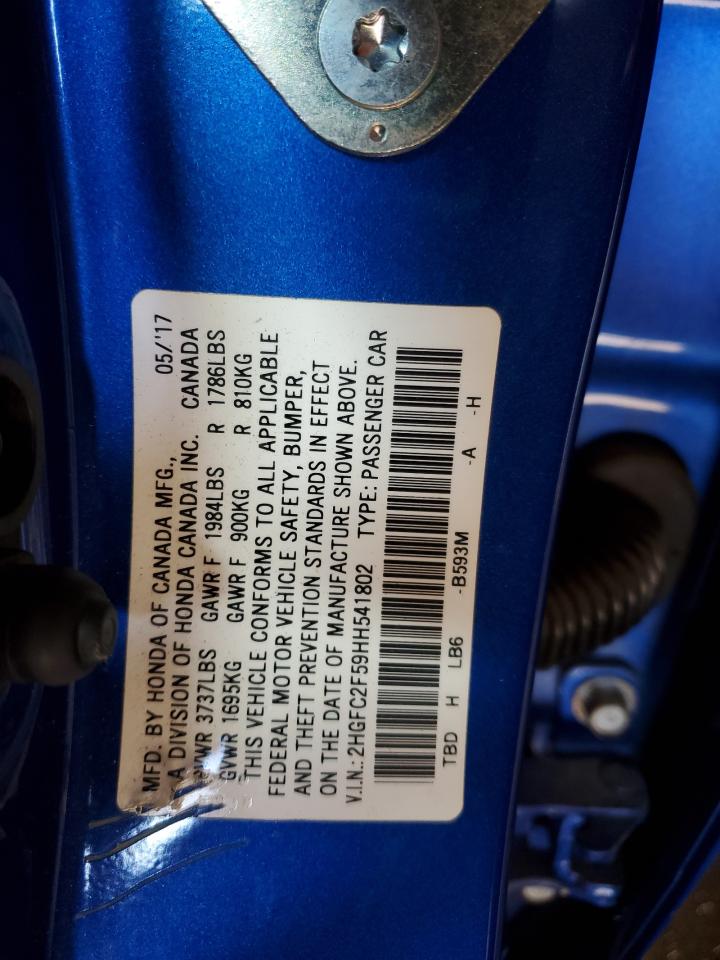 MFD. BY HONDA OF CANADA MFG., 05/'17
A DIVISION OF HONDA CANADA INC. CANADA
GVWR 3737LBS GAWR F 1984LBS R 1786LBS
GVWR 1695KG GAWR F 900KG R 810KG
THIS VEHICLE CONFORMS TO ALL APPLICABLE
FEDERAL MOTOR VEHICLE SAFETY, BUMPER,
AND THEFT PREVENTION STANDARDS IN EFFECT
ON THE DATE OF MANUFACTURE SHOWN ABOVE.
V.I.N.: 2HGFC2F59HH541802 TYPE: PASSENGER CAR
TBD H LB6 -B593M -A -H